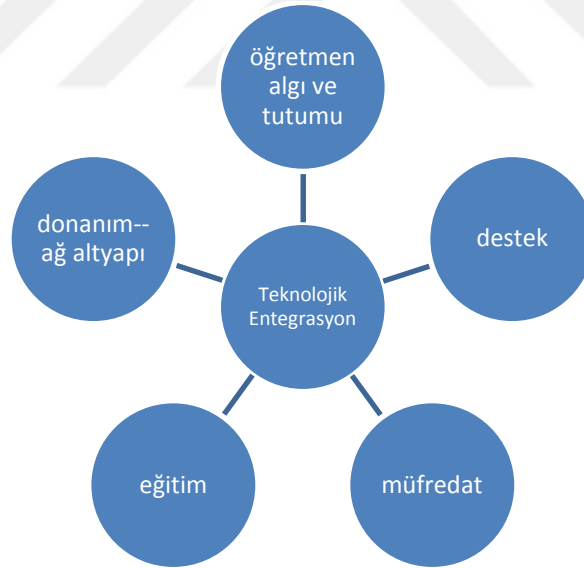 öğretmen
algı ve
tutumu
donanım--
ağ altyapı
destek
Teknolojik
Entegrasyon
eğitim
müfredat